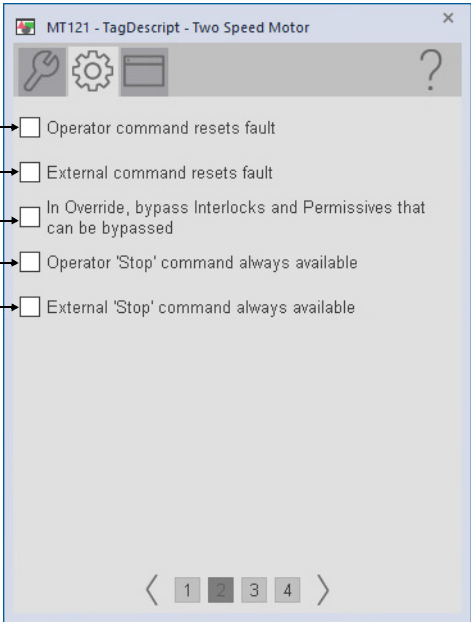 MT121 - TagDescript - Two Speed Motor
×
?
Operator command resets fault
External command resets fault
In Override, bypass Interlocks and Permissives that
can be bypassed
Operator 'Stop' command always available
External 'Stop' command always available
1 2 3 4